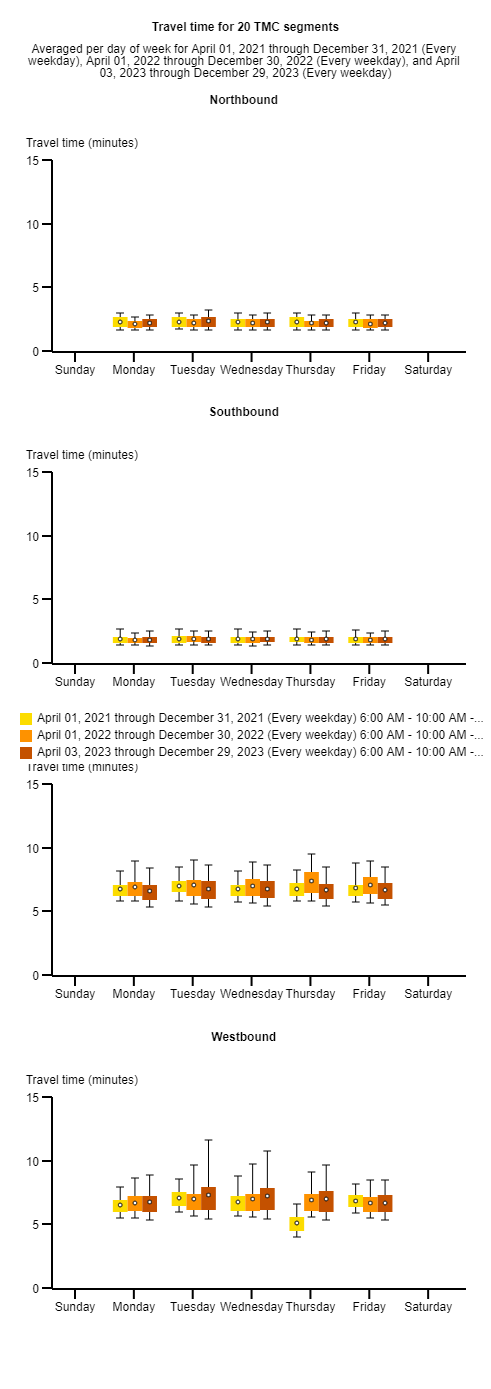 Travel time for 20 TMC segments
Averaged per day of week for April 01, 2021 through December 31, 2021 (Every
weekday), April 01, 2022 through December 30, 2022 (Every weekday), and April
03, 2023 through December 29, 2023 (Every weekday)
Northbound
Travel time (minutes)
15
10
5
0
Sunday Monday Tuesday Wednesday Thursday Friday Saturday
Southbound
Travel time (minutes)
15
10
5
0
Sunday Monday Tuesday Wednesday Thursday Friday Saturday
April 01, 2021 through December 31, 2021 (Every weekday) 6:00 AM - 10:00 AM -...
April 01, 2022 through December 30, 2022 (Every weekday) 6:00 AM - 10:00 AM -...
April 03, 2023 through December 29, 2023 (Every weekday) 6:00 AM - 10:00 AM -...
Travel time (minutes)
15
10
5
0
Sunday Monday Tuesday Wednesday Thursday Friday Saturday
Westbound
Travel time (minutes)
15
10
5
0
Sunday Monday Tuesday Wednesday Thursday Friday Saturday